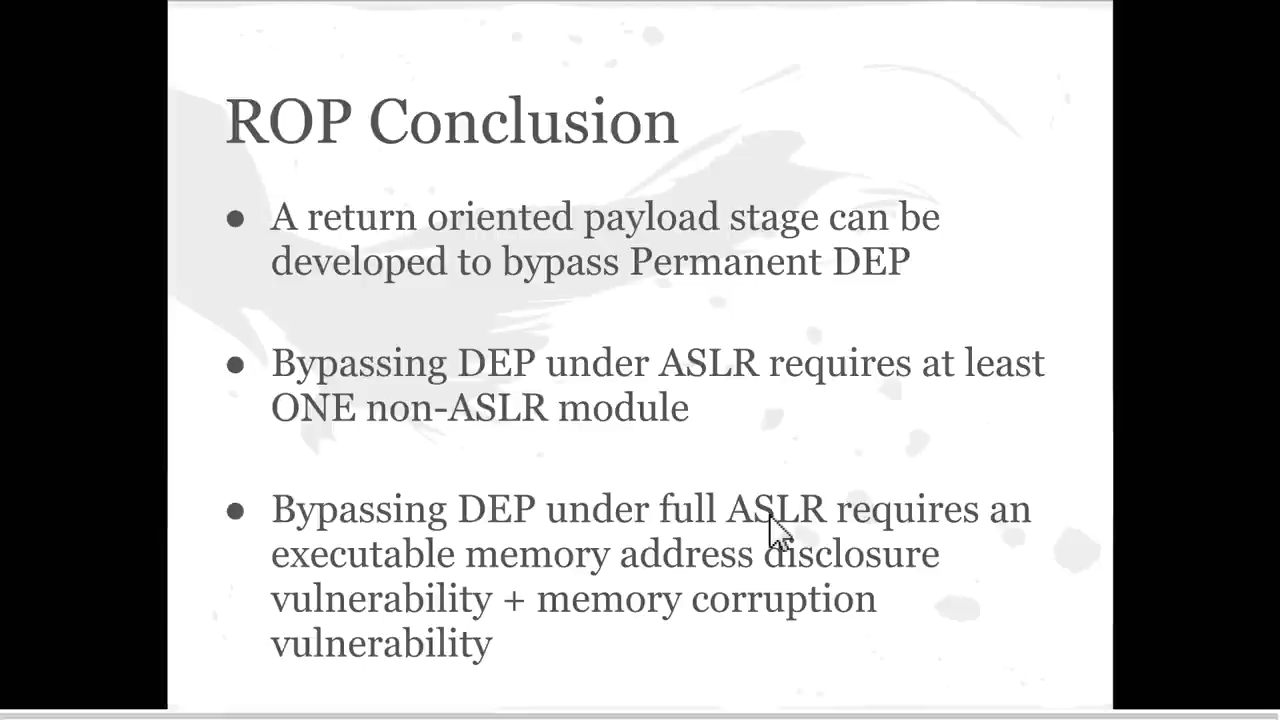 ROP Conclusion
● A return oriented payload stage can be
developed to bypass Permanent DEP
● Bypassing DEP under ASLR requires at least
ONE non-ASLR module
● Bypassing DEP under full ASLR requires an
executable memory address disclosure
vulnerability + memory corruption
vulnerability